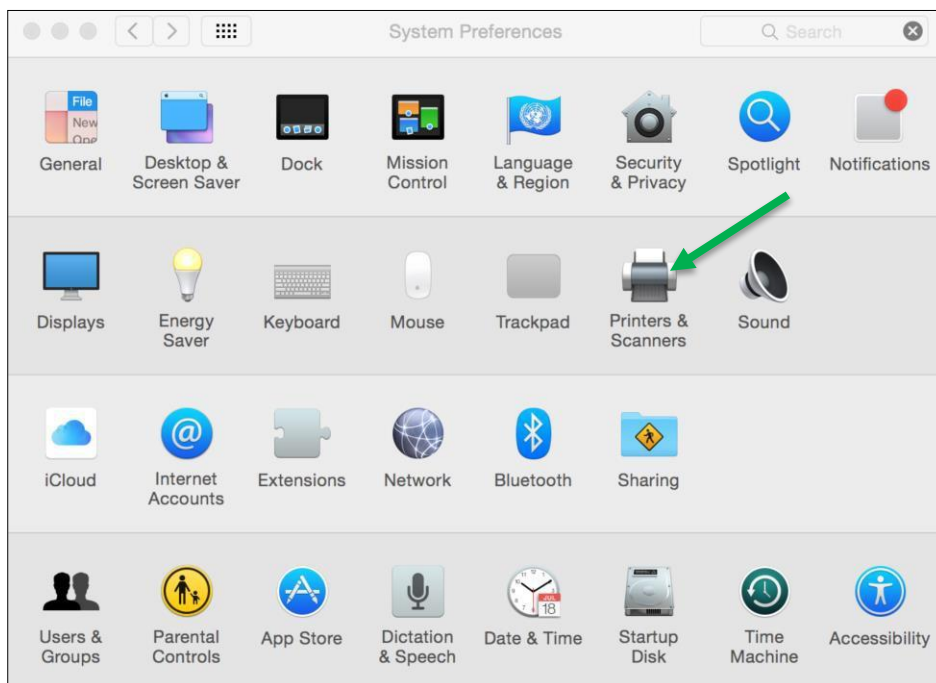 System Preferences
Search
File
New
Ope
General
Desktop &
Screen Saver
Dock
Mission
Control
Language
& Region
Security
& Privacy
Spotlight
Notifications
Displays
Energy
Saver
Keyboard
Mouse
Trackpad
Printers &
Scanners
Sound
iCloud
@
Internet
Accounts
Extensions
Network
Bluetooth
Sharing
Users &
Groups
Parental
Controls
App Store
Dictation
& Speech
JUL
18
Date & Time
Startup
Disk
Time
Machine
Accessibility